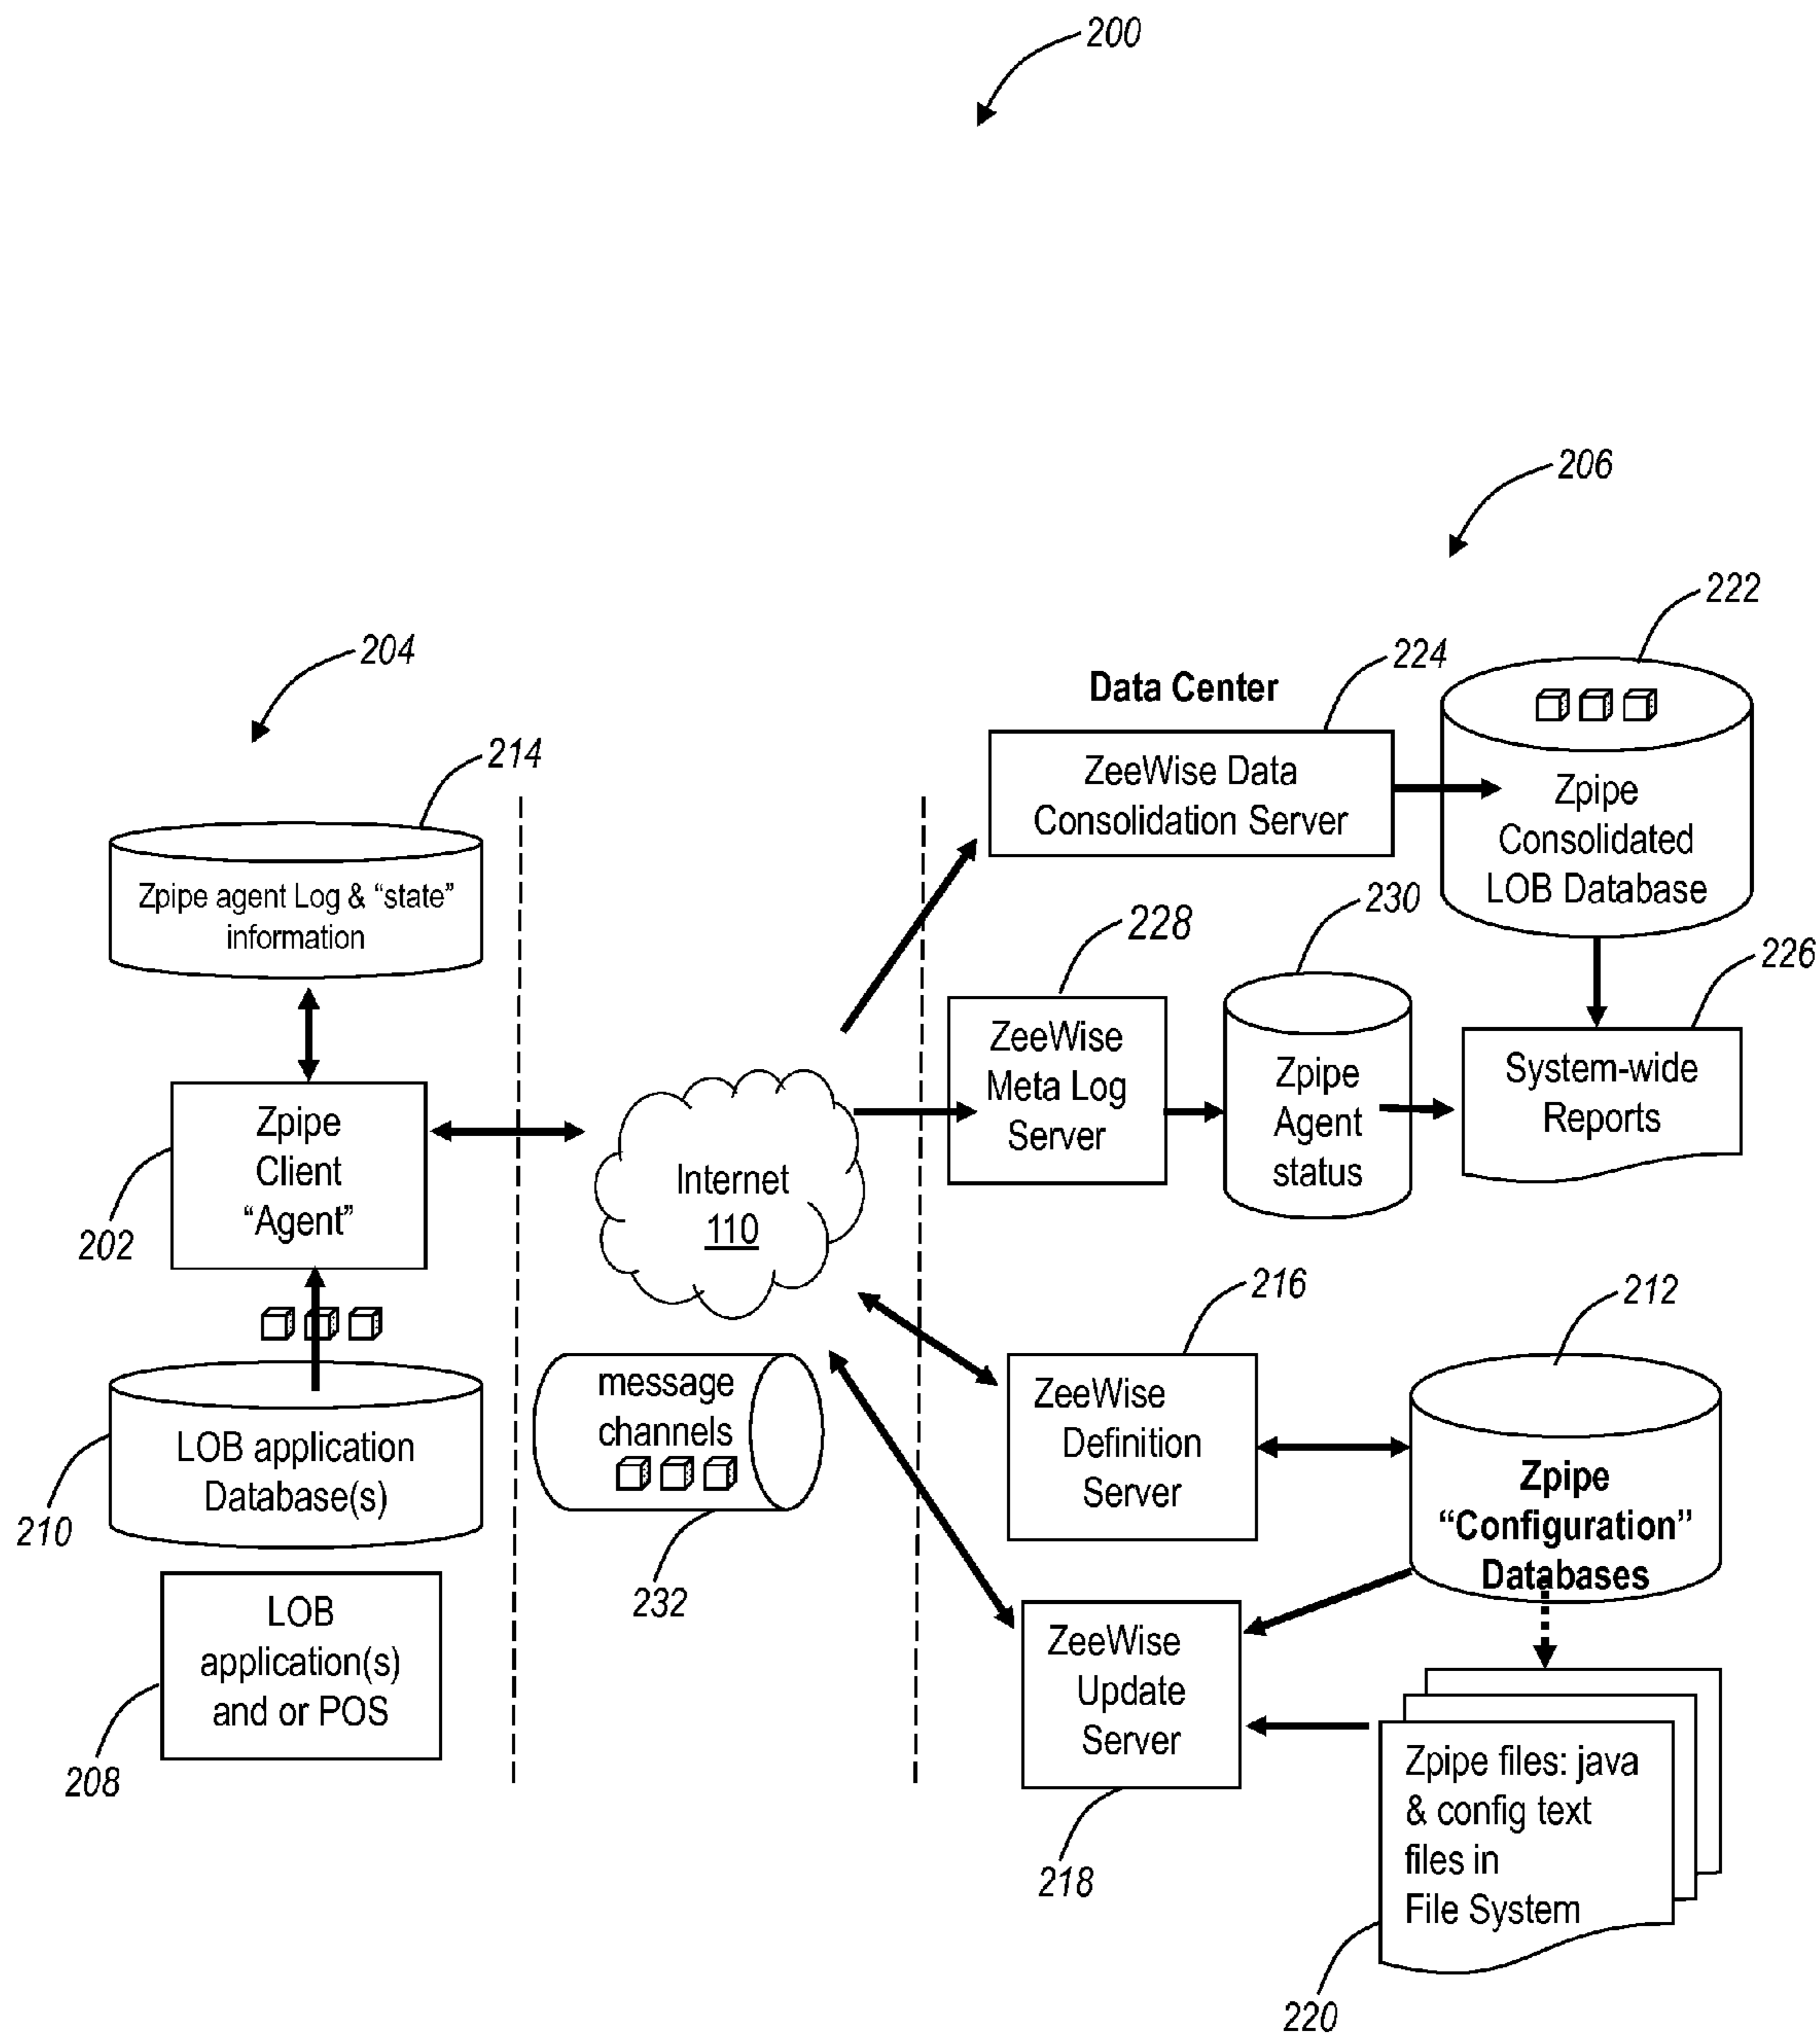 200
206
222
204
224
Data Center
214
ZeeWise Data
Consolidation Server
Zpipe
Consolidated
LOB Database
Zpipe agent Log & “state”
information
228
230
226
ZeeWise
Meta Log
Server
Zpipe
Agent
status
System-wide
Reports
Zpipe
Client
“Agent”
202
Internet
110
216
212
message
channels
232
ZeeWise
Definition
Server
Zpipe
“Configuration”
Databases
LOB application
Database(s)
210
LOB
application(s)
and or POS
208
ZeeWise
Update
Server
218
Zpipe files: java
& config text
files in
File System
220